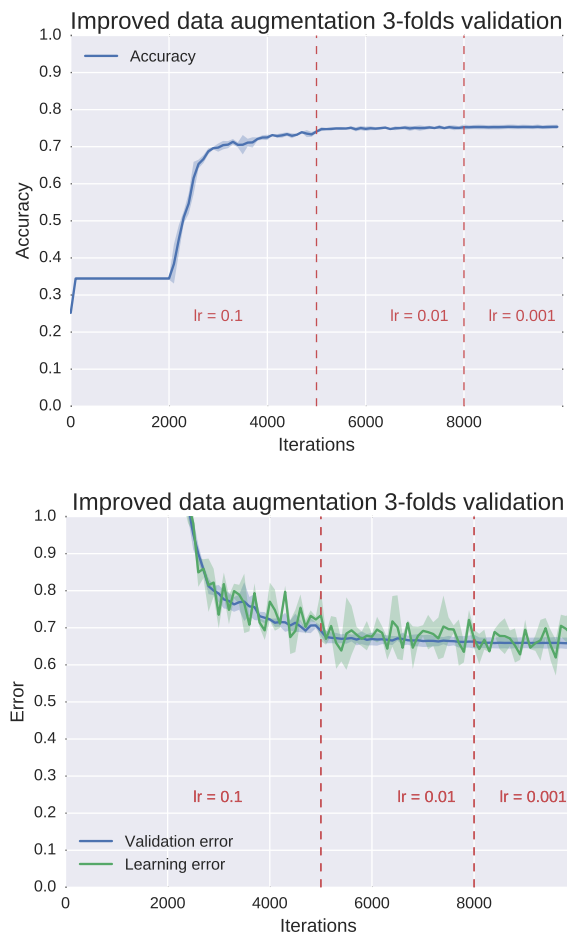 Improved data augmentation 3-folds validation
1.0
Accuracy
0.9
0.8
0.7
0.6
0.5
0.4
0.3
0.2
0.1
0.0
Accuracy
lr = 0.1
lr = 0.01
lr = 0.001
0 2000 4000 6000 8000
Iterations
Improved data augmentation 3-folds validation
1.0
0.9
0.8
0.7
0.6
0.5
0.4
0.3
0.2
0.1
0.0
Error
lr = 0.1
lr = 0.01
lr = 0.001
Validation error
Learning error
0 2000 4000 6000 8000
Iterations